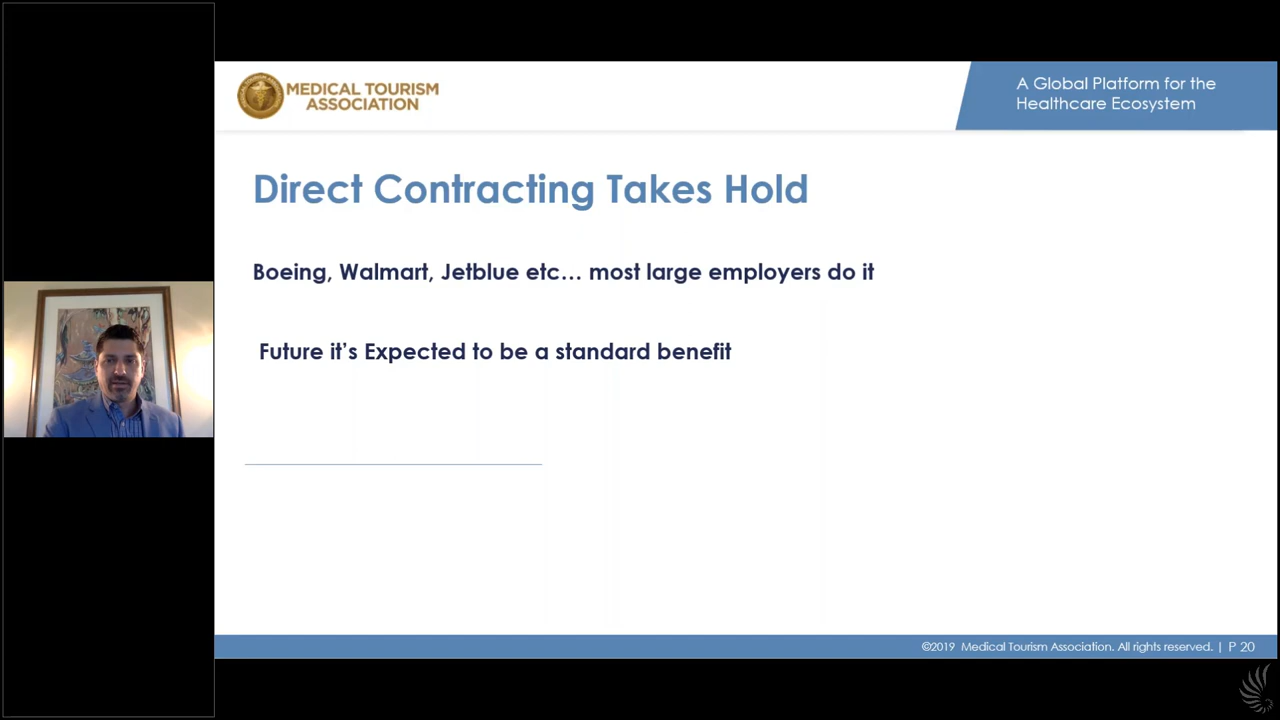 MEDICAL TOURISM
ASSOCIATION
A Global Platform for the
Healthcare Ecosystem
Direct Contracting Takes Hold
Boeing, Walmart, Jetblue etc… most large employers do it
Future it's Expected to be a standard benefit
©2019 Medical Tourism Association. All rights reserved. | P 20